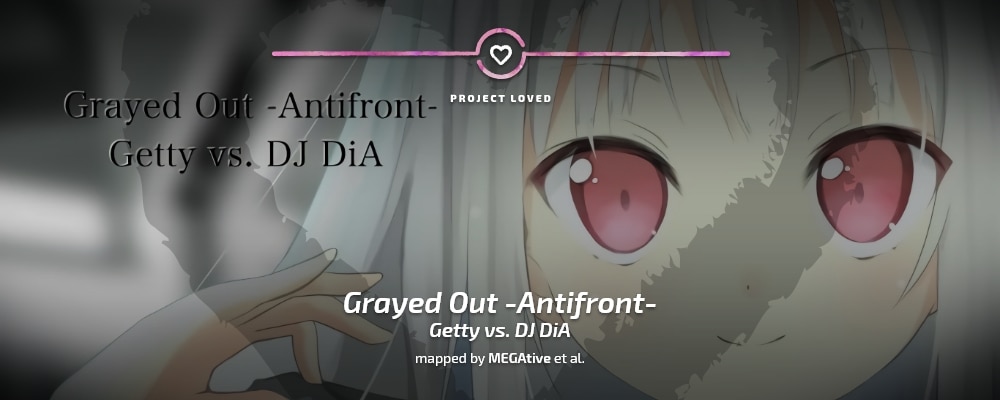 PROJECT LOVED
Grayed Out -Antifront-
Getty vs. DJ DiA
Grayed Out -Antifront-
Getty vs. DJ DiA
mapped by MEGAtive et al.